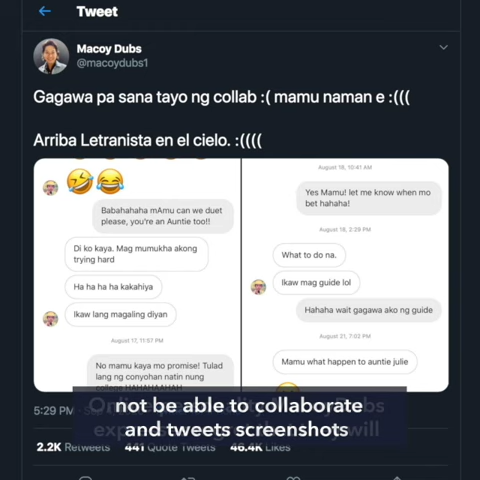 Tweet
Macoy Dubs
@macoydubs1
Gagawa pa sana tayo ng collab :( mamu naman e :(((
Arriba Letranista en el cielo. :((((
Babahahaha mAmu can we duet
please, you're an Auntie too!!
Di ko kaya. Mag mumukha akong
trying hard
Ha ha ha ha kakahiya
Ikaw lang magaling diyan
August 17, 11:57 PM
No mamu kaya mo promise! Tulad
lang ng conyohan natin nung
college HAHAHAAHAH
August 18, 10:41 AM
Yes Mamu! let me know when mo
bet hahaha!
August 18, 2:29 PM
What to do na.
Ikaw mag guide lol
Hahaha wait gagawa ako ng guide
August 21, 7:02 PM
Mamu what happen to auntie julie
not be able to collaborate
and tweets screenshots
5:29 PM
2.2K Retweets 441 Quote Tweets 46.4K Likes